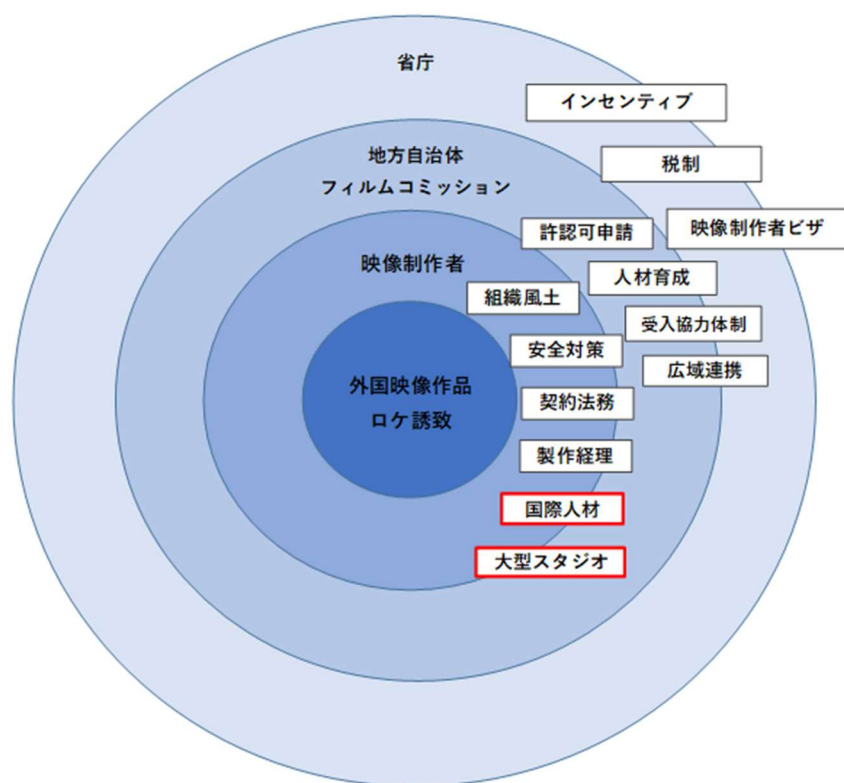 省庁
インセンティブ
地方自治体
フィルムコミッション
税制
許認可申請
映像制作者ビザ
映像制作者
人材育成
組織風土
受入協力体制
安全対策
広域連携
外国映像作品
ロケ誘致
契約法務
製作経理
国際人材
大型スタジオ